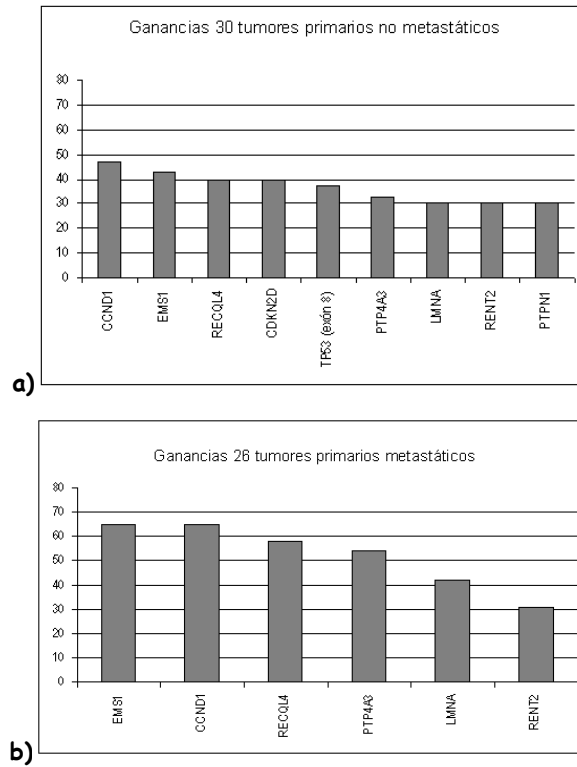 Ganancias 30 tumores primarios no metastáticos
80
70
60
50
40
30
20
10
0
CCND1
EMS1
RECQL4
CDKN2D
TP53 (exón 8)
PTP4A3
LMNA
RENT2
PTPN1
a)
Ganancias 26 tumores primarios metastáticos
80
70
60
50
40
30
20
10
0
EMS1
CCND1
RECQL4
PTP4A3
LMNA
RENT2
b)